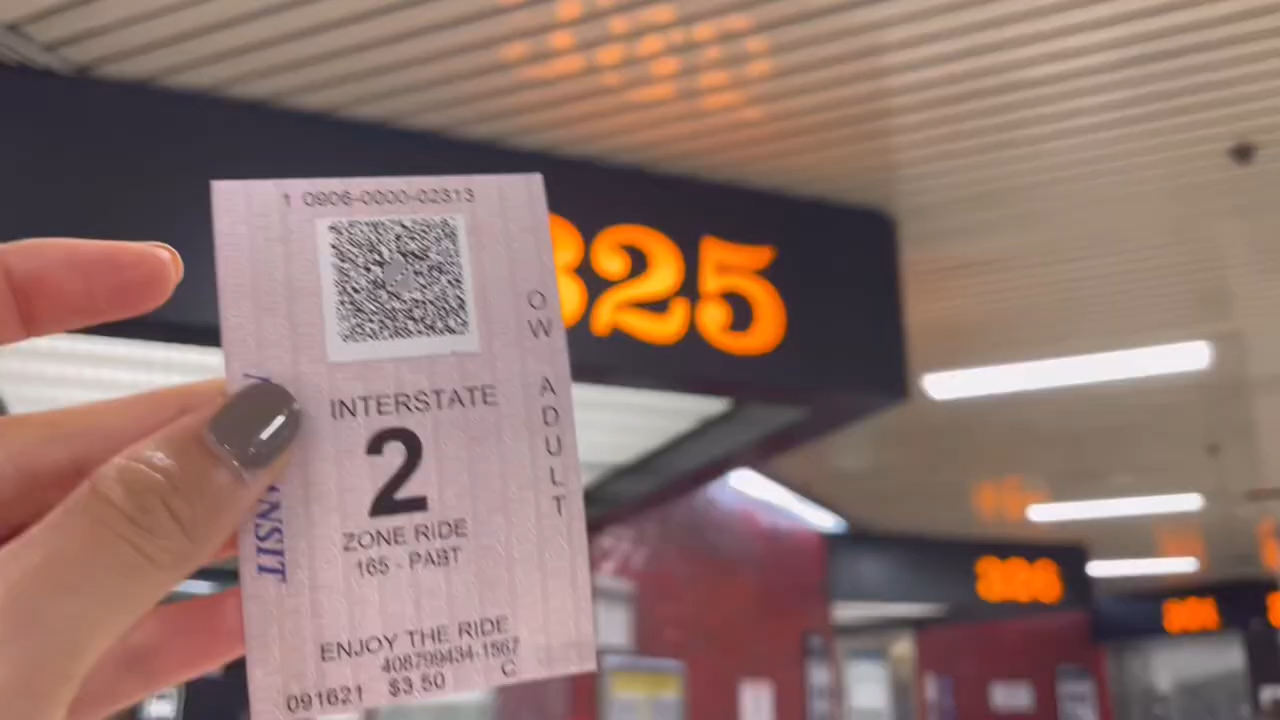 1 0906-0000-02313
OW ADULT
INTERSTATE
2
ZONE RIDE
165 - PABT
ENJOY THE RIDE
408799434-1567
091621 $3.50 C
NSIT
325
326